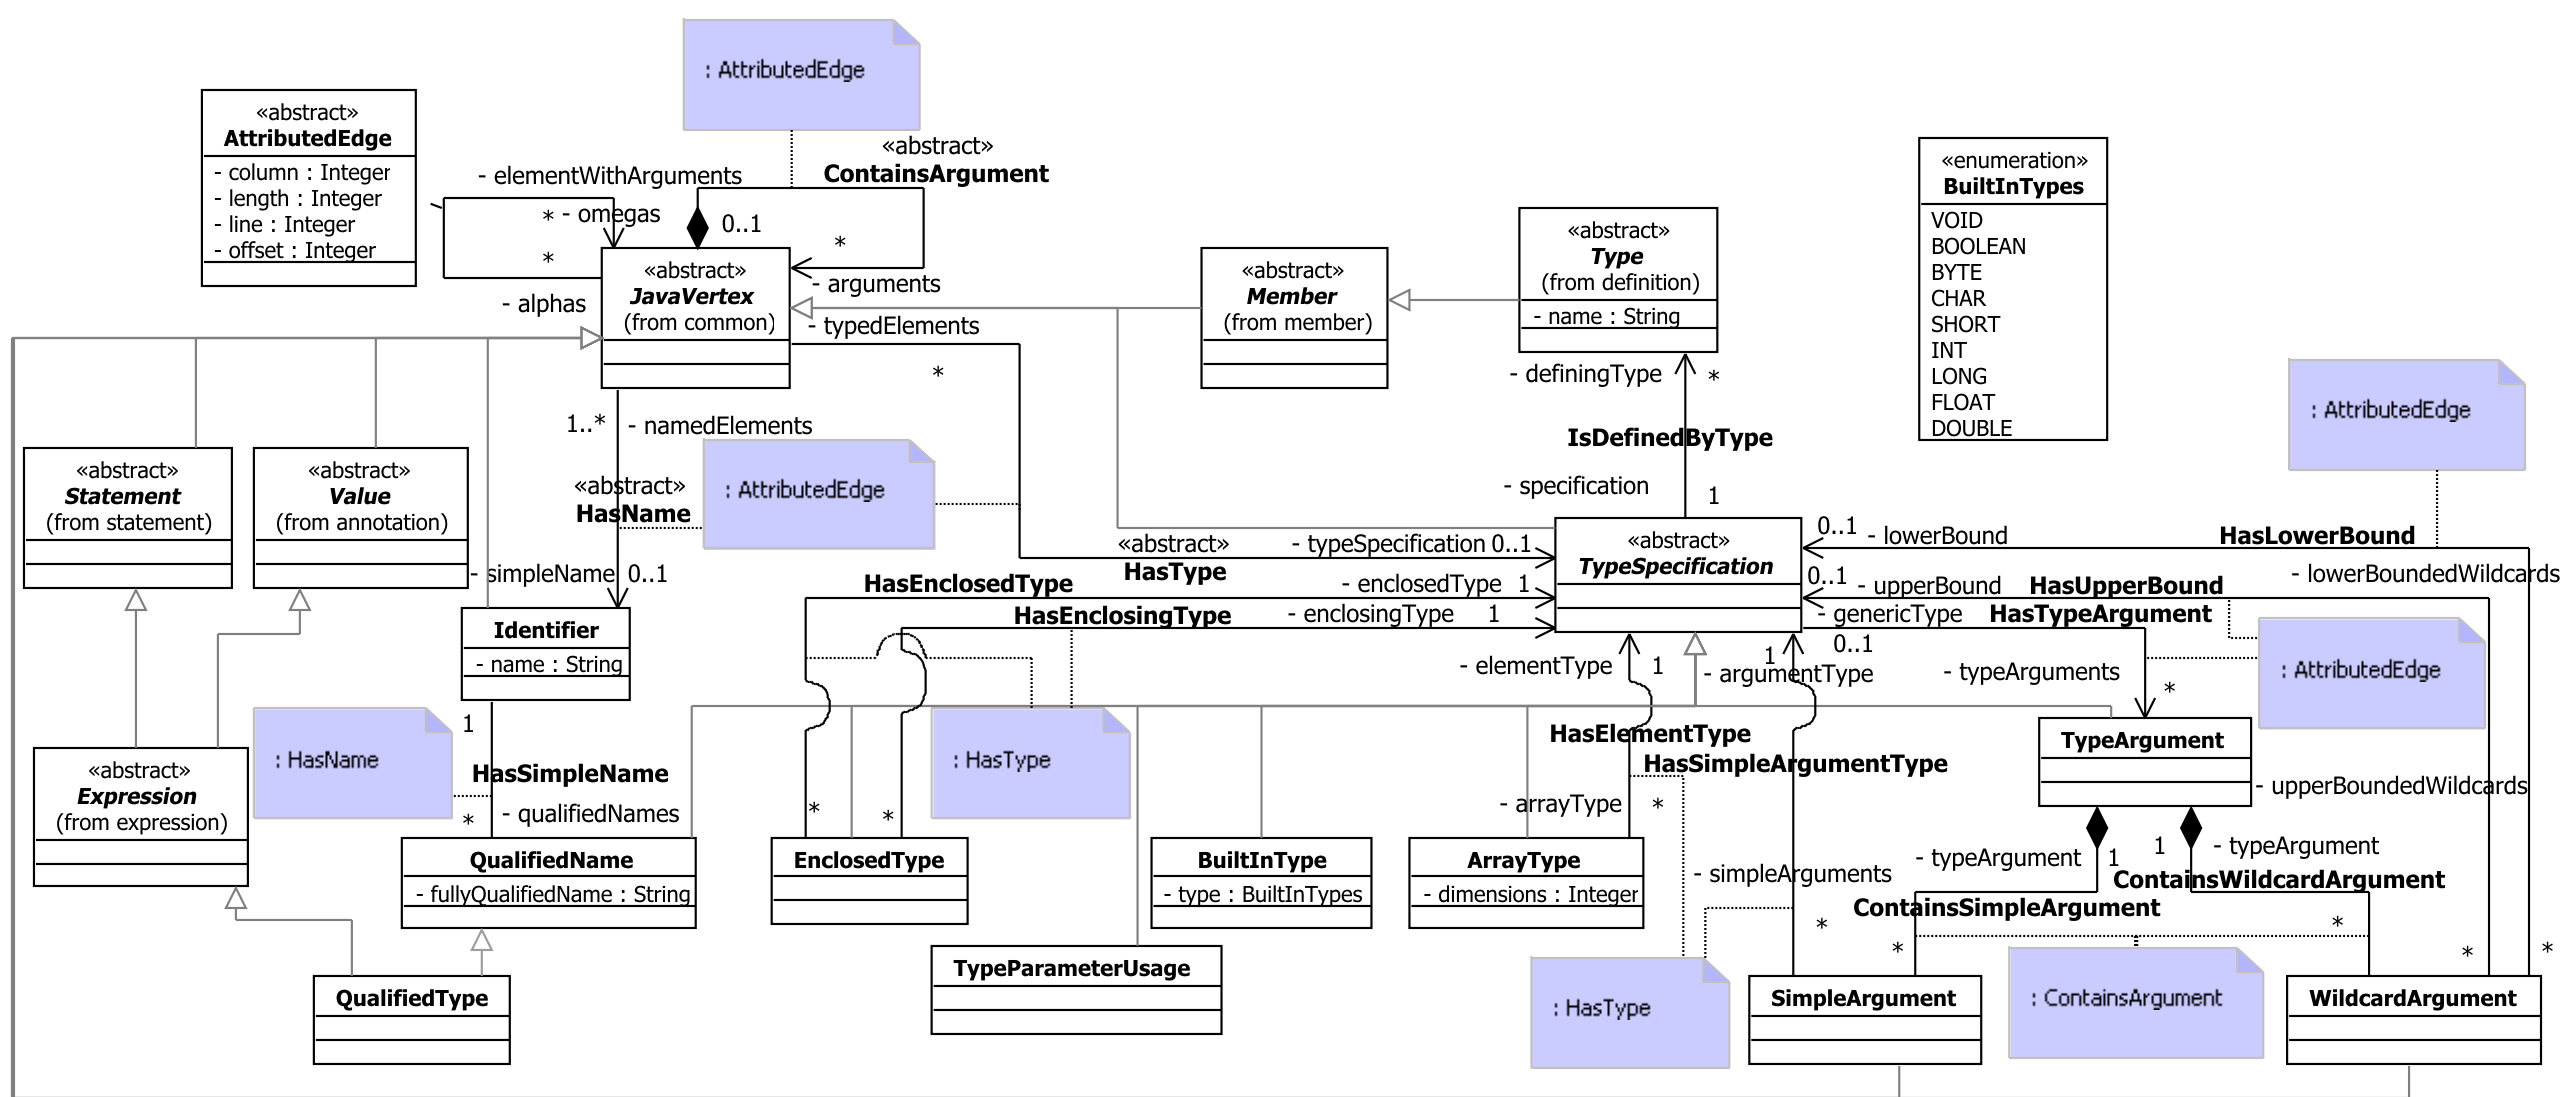 : AttributedEdge
«abstract»
AttributedEdge
- column : Integer
- length : Integer
- line : Integer
- offset : Integer
«abstract»
ContainsArgument
- elementWithArguments
* - omegas
0..1
*
*
- alphas
- arguments
«abstract»
JavaVertex
(from common)
- typedElements
*
«abstract»
Member
(from member)
«abstract»
Type
(from definition)
- name : String
«enumeration»
BuiltInTypes
VOID
BOOLEAN
BYTE
CHAR
SHORT
INT
LONG
FLOAT
DOUBLE
- definingType
*
IsDefinedByType
- specification
1
: AttributedEdge
1..*
- namedElements
«abstract»
HasName
: AttributedEdge
«abstract»
Statement
(from statement)
«abstract»
Value
(from annotation)
- simpleName
0..1
Identifier
- name : String
«abstract»
HasType
- typeSpecification 0..1
HasEnclosedType
- enclosedType 1
HasEnclosingType
- enclosingType 1
«abstract»
TypeSpecification
0..1
- lowerBound
HasLowerBound
- lowerBoundedWildcards
0..1
- upperBound
HasUpperBound
- genericType
HasTypeArgument
0..1
- typeArguments
*
: AttributedEdge
- elementType
1
1
- argumentType
TypeArgument
- upperBoundedWildcards
1
: HasName
HasSimpleName
- qualifiedNames
*
: HasType
HasElementType
HasSimpleArgumentType
- arrayType
*
«abstract»
Expression
(from expression)
QualifiedName
- fullyQualifiedName : String
*
*
EnclosedType
BuiltInType
- type : BuiltInTypes
ArrayType
- dimensions : Integer
- simpleArguments
*
- typeArgument
1
1
- typeArgument
ContainsWildcardArgument
ContainsSimpleArgument
*
*
*
*
QualifiedType
TypeParameterUsage
: HasType
SimpleArgument
: ContainsArgument
WildcardArgument